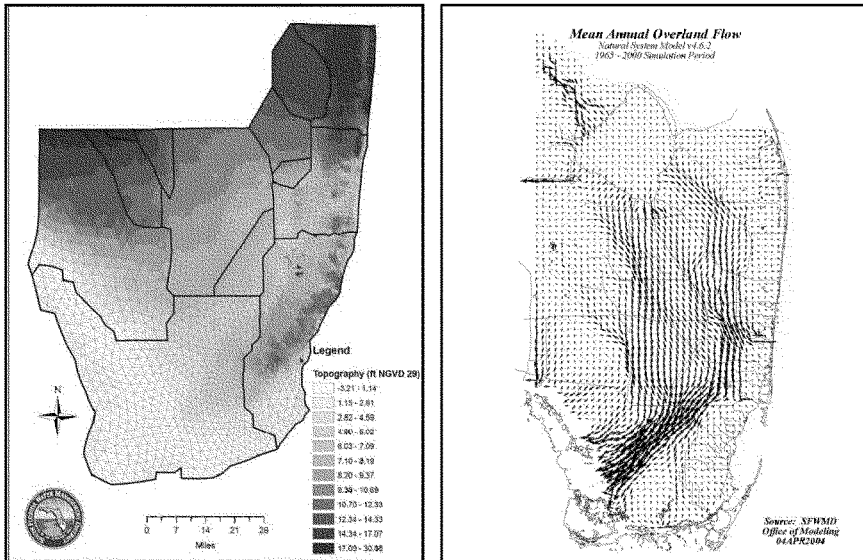 Legend
Topography (ft NGVD 29)
-3.21 - 1.14
1.15 - 2.81
2.82 - 4.59
4.60 - 6.02
6.03 - 7.09
7.10 - 8.19
8.20 - 9.37
9.38 - 10.69
10.70 - 12.33
12.34 - 14.33
14.34 - 17.07
17.08 - 30.86
N
0 7 14 28
Miles
Mean Annual Overland Flow
Natural System Model v4.6.2
1965 - 2000 Simulation Period
Source: SFWMD
Office of Modeling
04APR2004